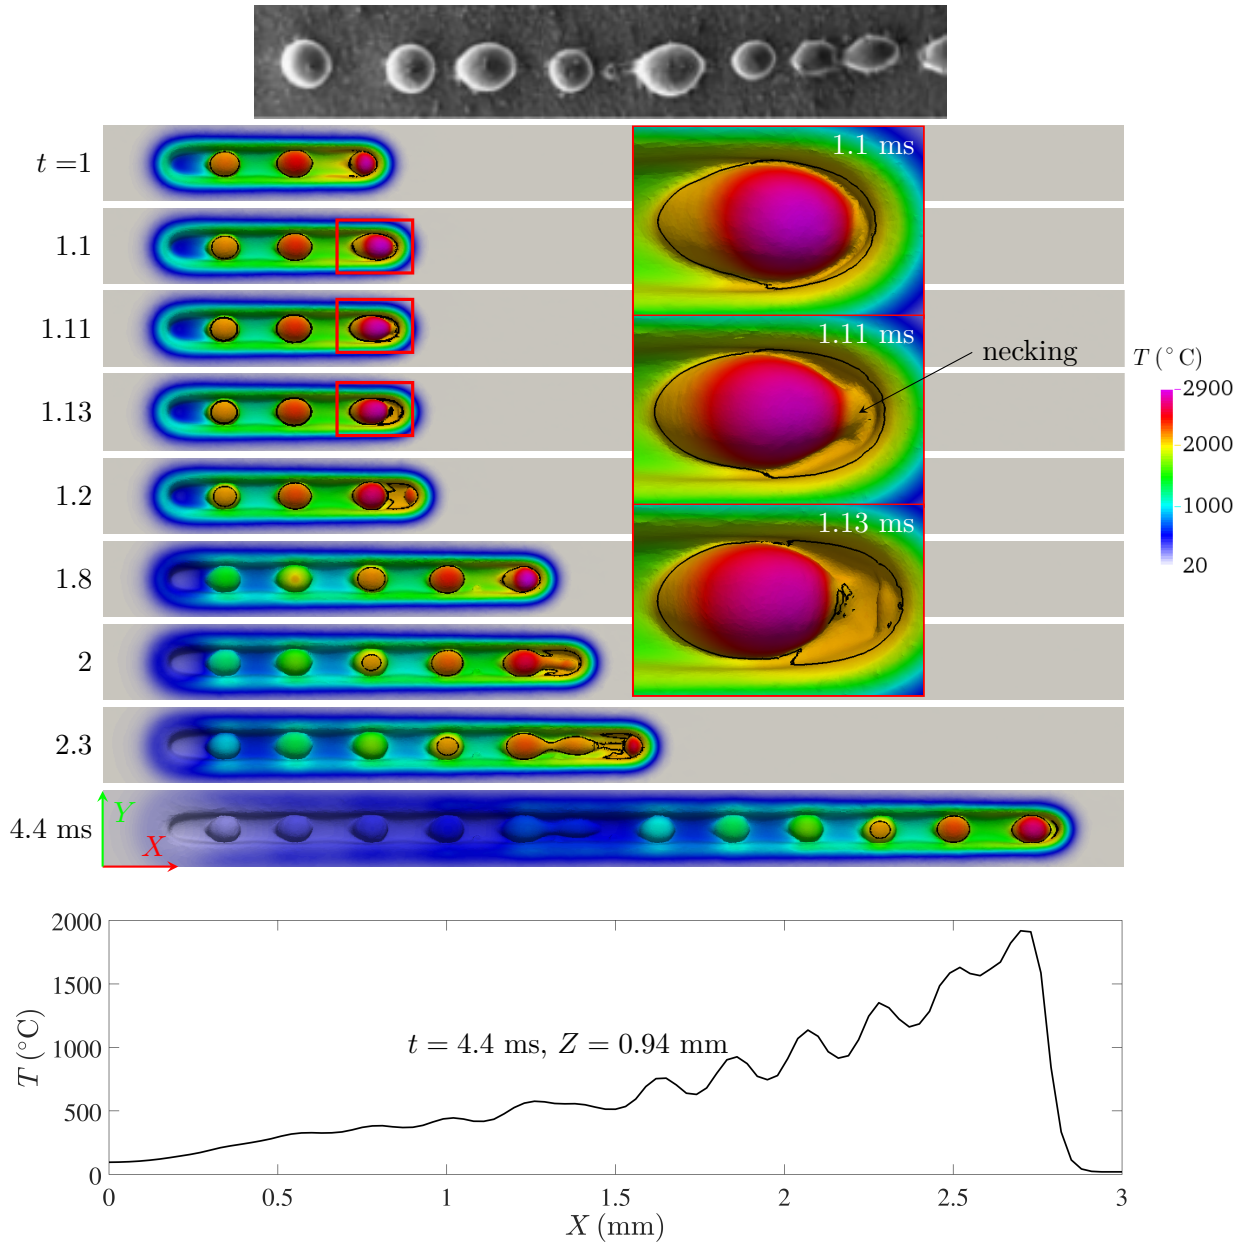 t =1
1.1
1.11
1.13
1.2
1.8
2
2.3
4.4 ms
1.1 ms
1.11 ms
1.13 ms
necking
T (°C)
2900
2000
1000
20
Y
X
T (°C)
2000
1500
1000
500
0
t = 4.4 ms, Z = 0.94 mm
0 0.5 1 1.5 2 2.5 3
X (mm)